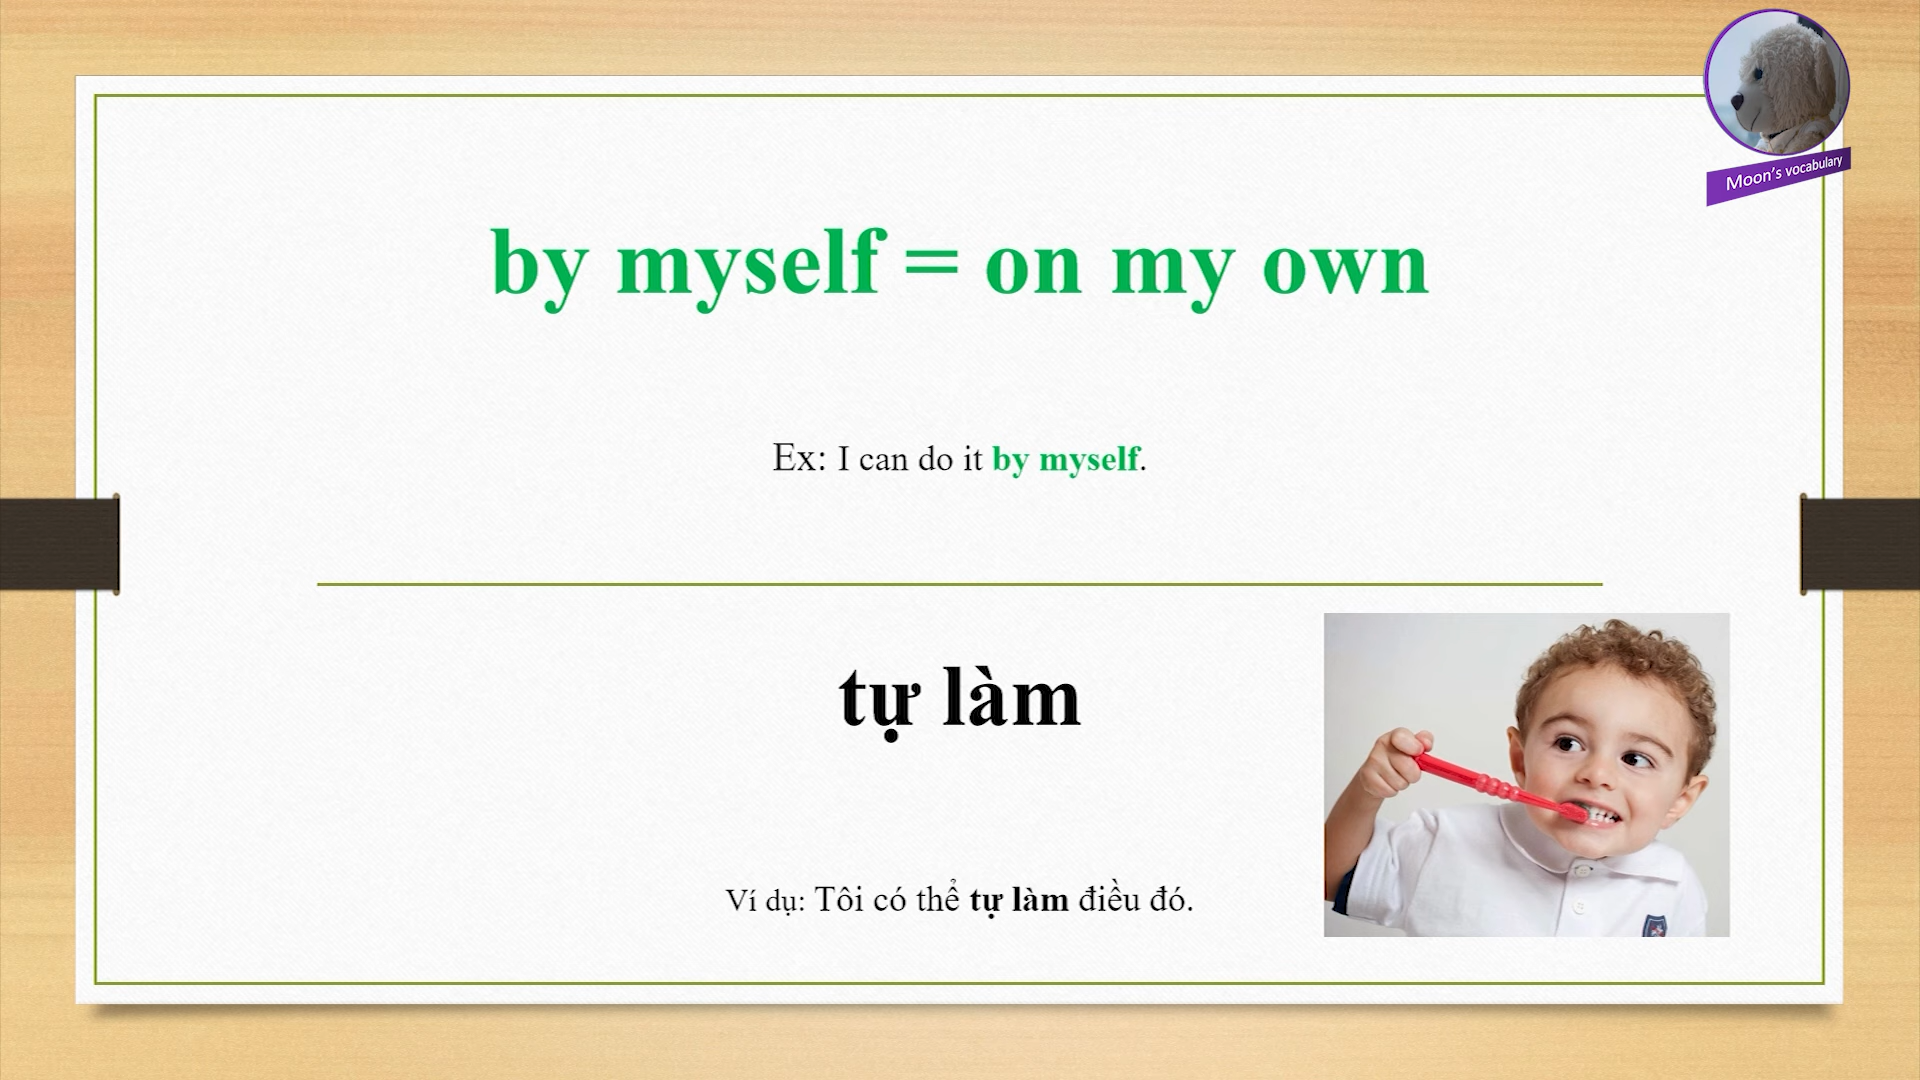 Moon's vocabulary
by myself = on my own
Ex: I can do it by myself.
tự làm
Ví dụ: Tôi có thể tự làm điều đó.